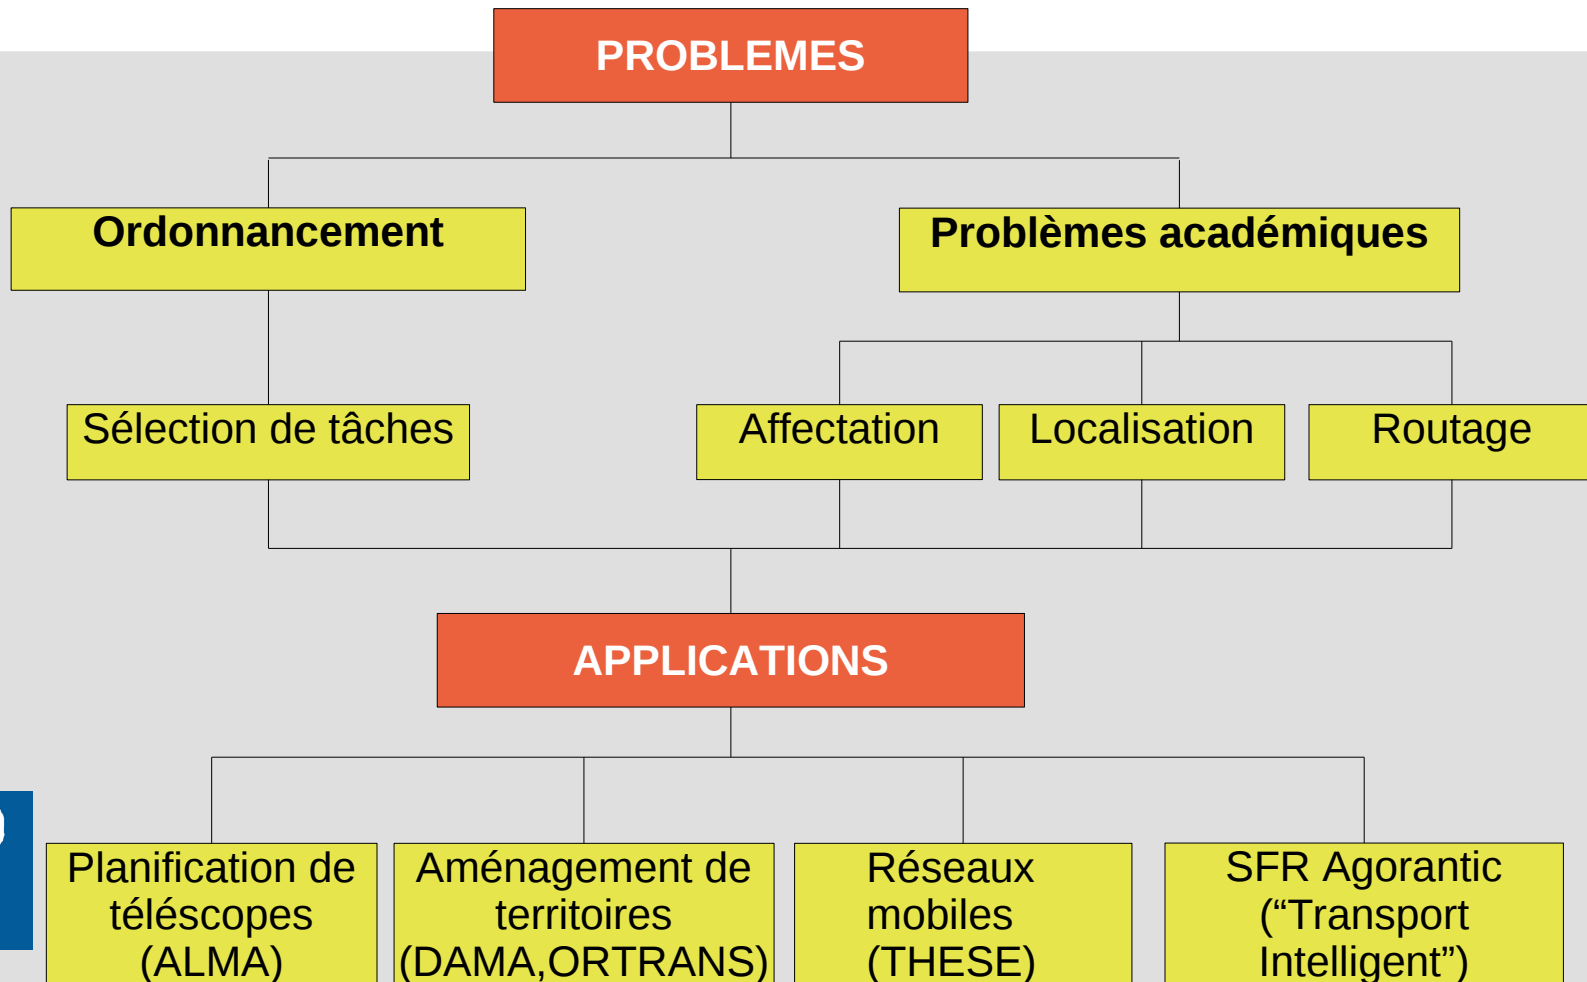 PROBLEMES
Ordonnancement
Problèmes académiques
Sélection de tâches
Affectation
Localisation
Routage
APPLICATIONS
Planification de
téléscopes
(ALMA)
Aménagement de
territoires
(DAMA,ORTRANS)
Réseaux
mobiles
(THESE)
SFR Agorantic
(“Transport
Intelligent”)